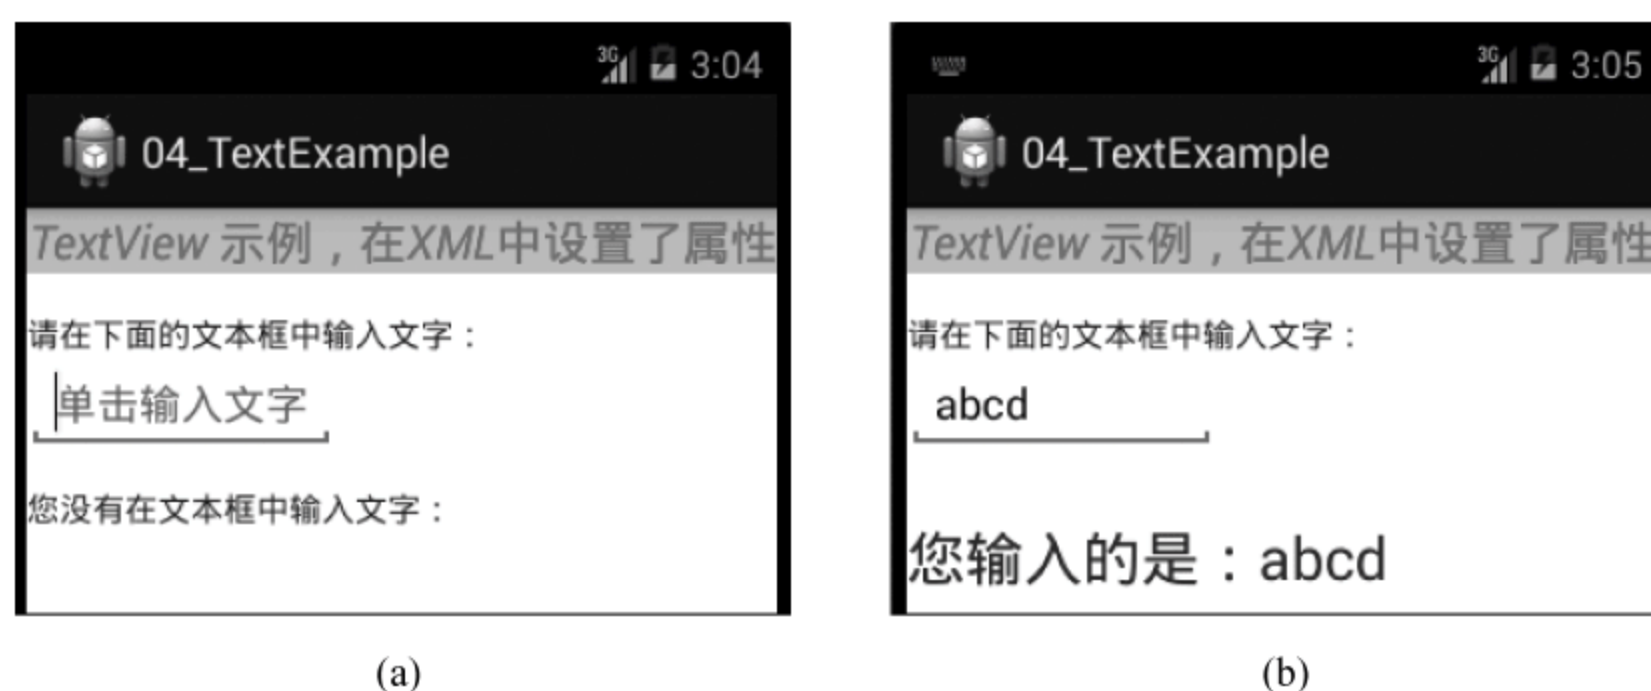 3G 3:04
04_TextExample
TextView 示例，在XML中设置了属性
请在下面的文本框中输入文字：
单击输入文字
您没有在文本框中输入文字：
(a)
3G 3:05
04_TextExample
TextView 示例，在XML中设置了属性
请在下面的文本框中输入文字：
abcd
您输入的是：abcd
(b)